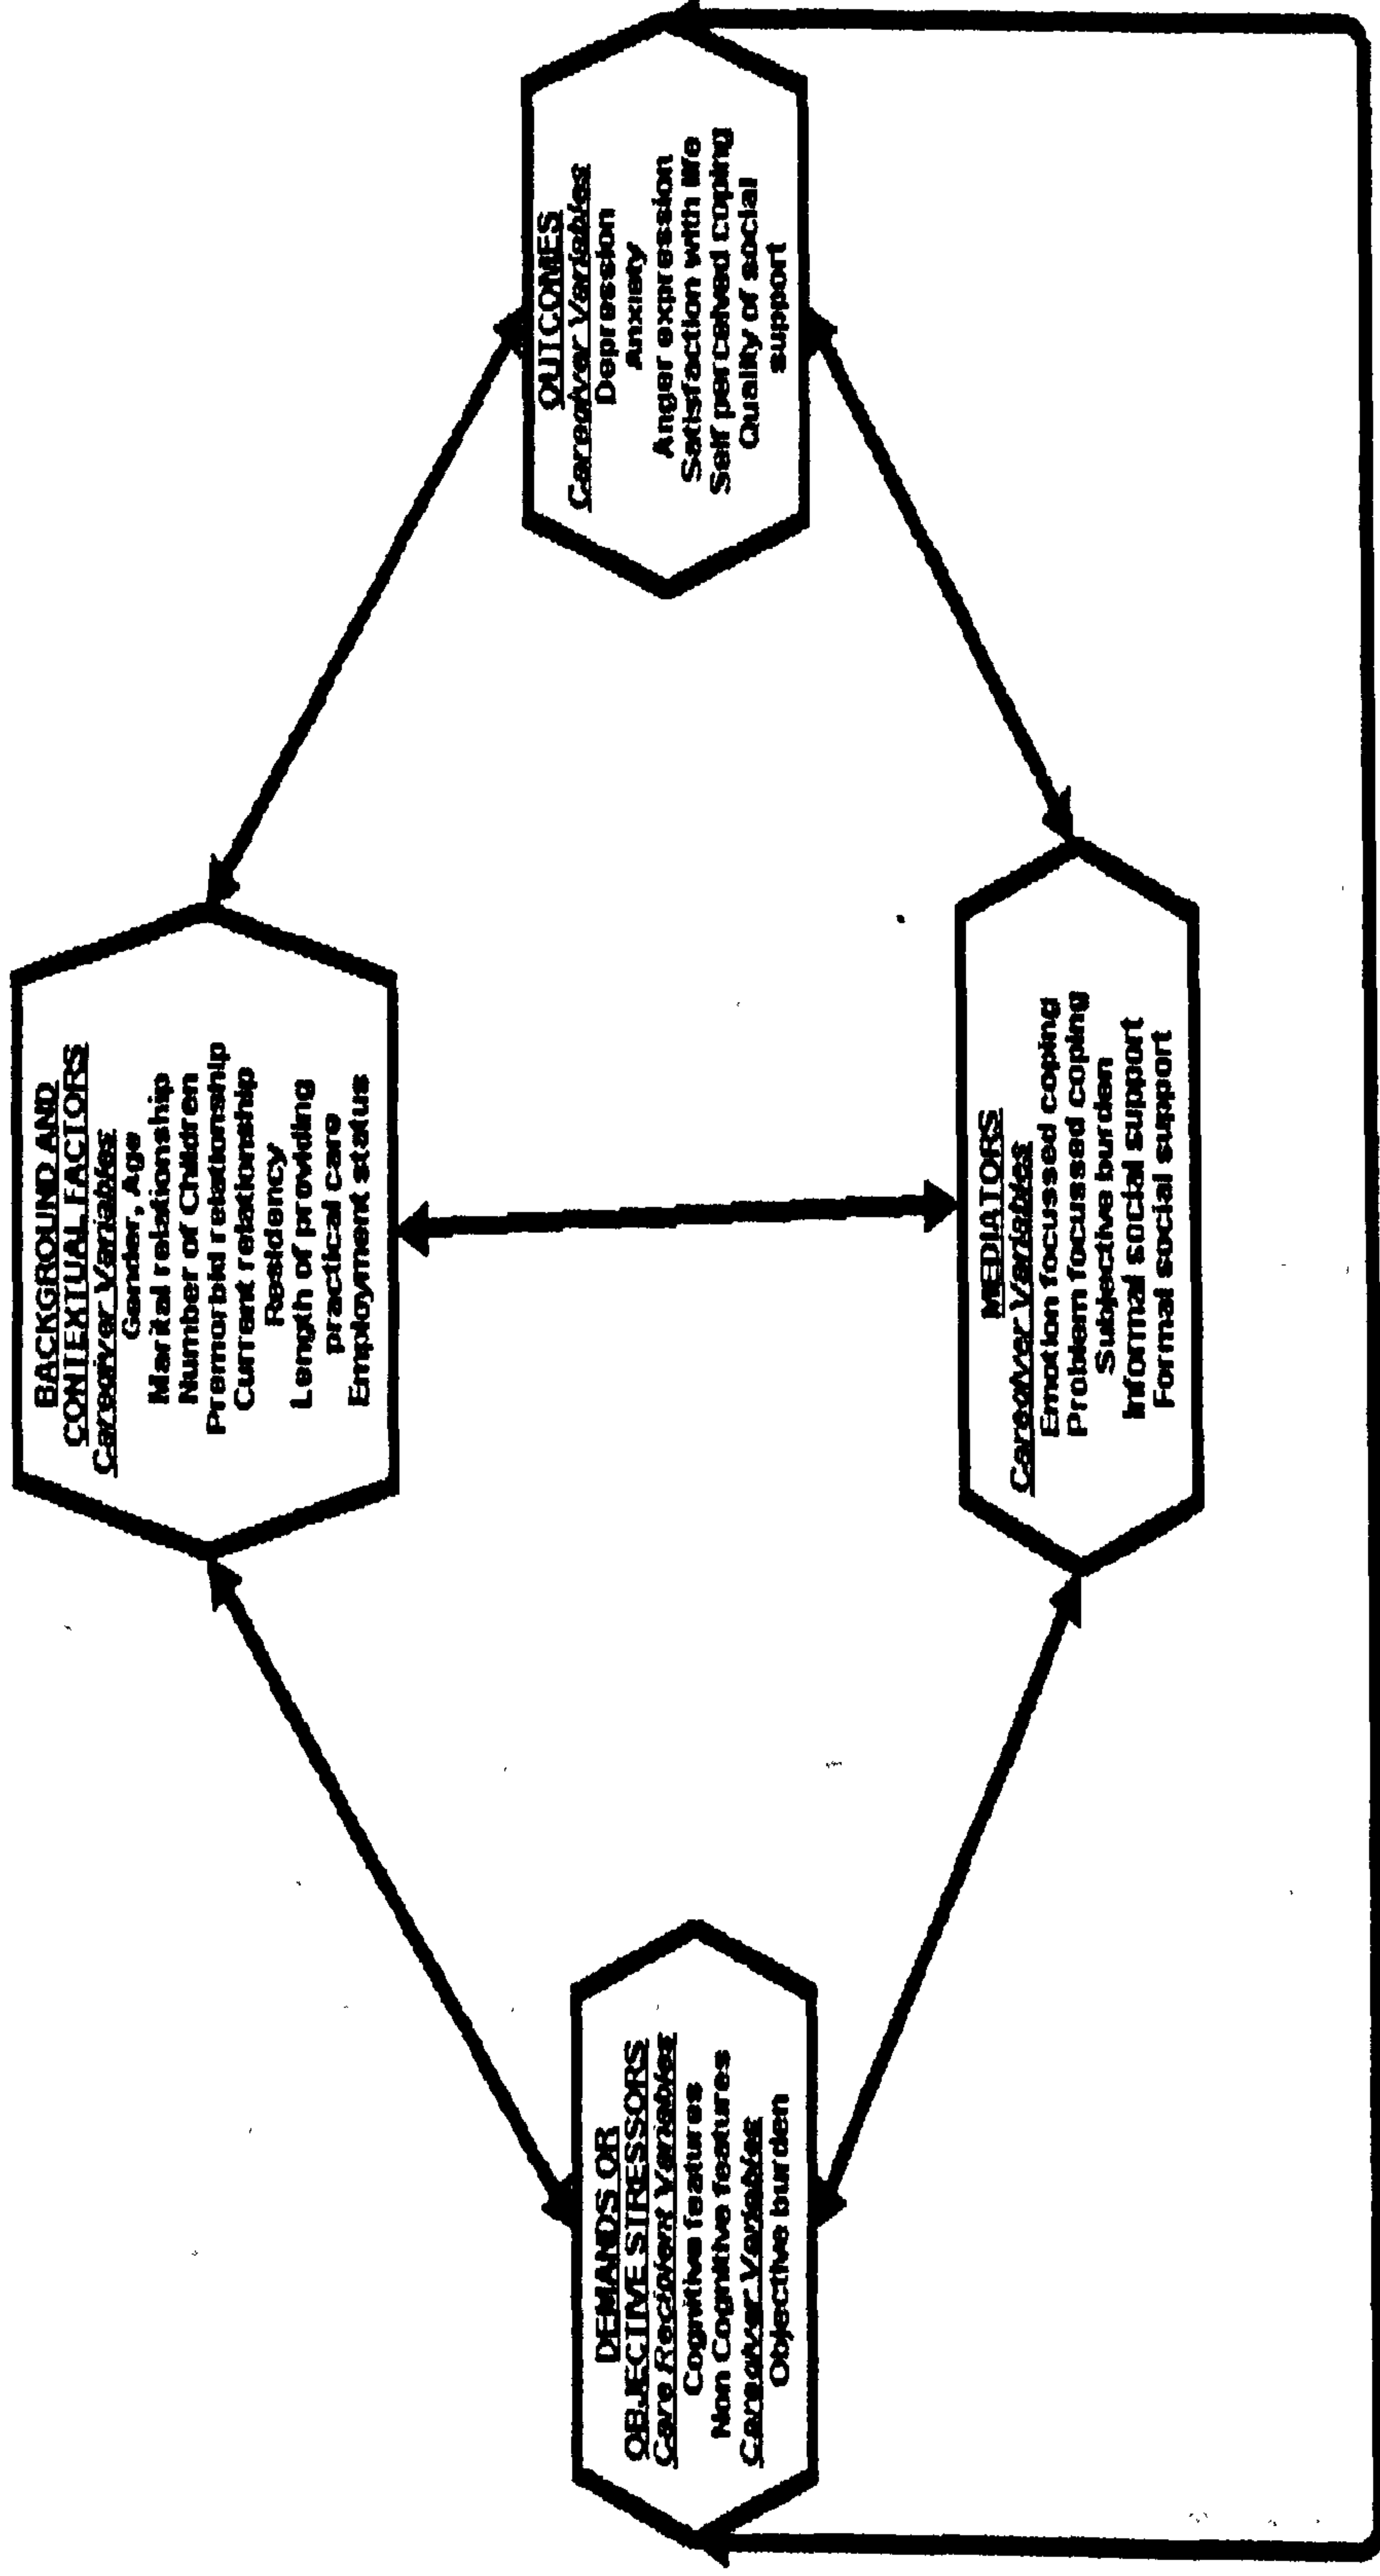 BACKGROUND AND
CONTEXTUAL FACTORS
Caregiver Variables
Gender, Age
Marital relationship
Number of Children
Premorbid relationship
Current relationship
Residency
Length of providing
practical care
Employment status
DEMANDS OR
OBJECTIVE STRESSORS
Care Recipient Variables
Cognitive features
Non Cognitive features
Caregiver Variables
Objective burden
OUTCOMES
Caregiver Variables
Depression
Anxiety
Anger expression
Satisfaction with life
Self perceived coping
Quality of social
support
MEDIATORS
Caregiver Variables
Emotion focussed coping
Problem focussed coping
Subjective burden
Informal social support
Formal social support